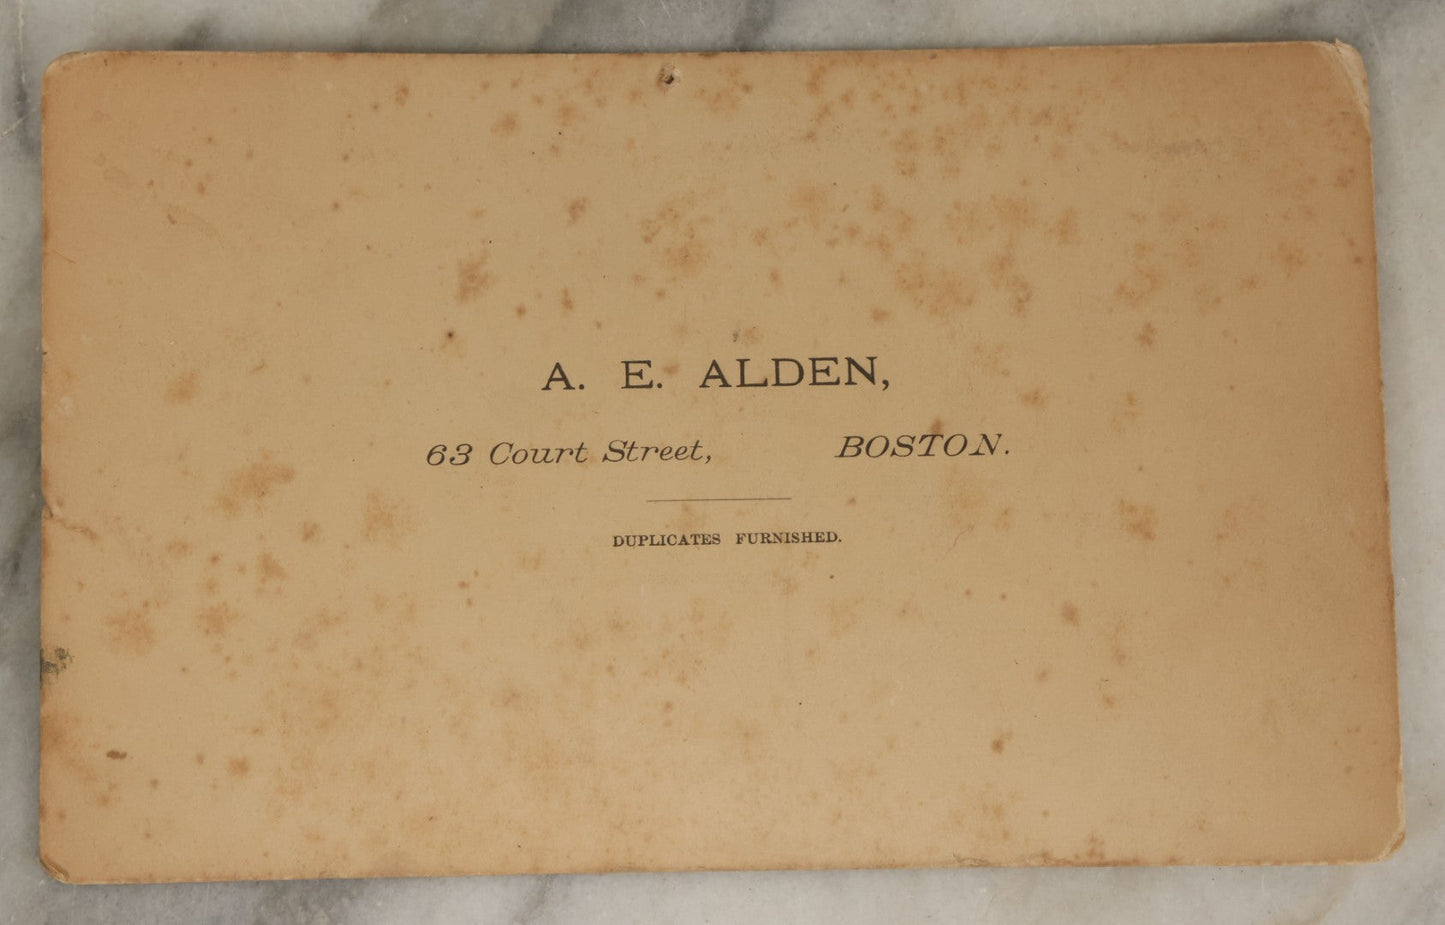 A. E. ALDEN,
63 Court Street, BOSTON.
DUPLICATES FURNISHED.